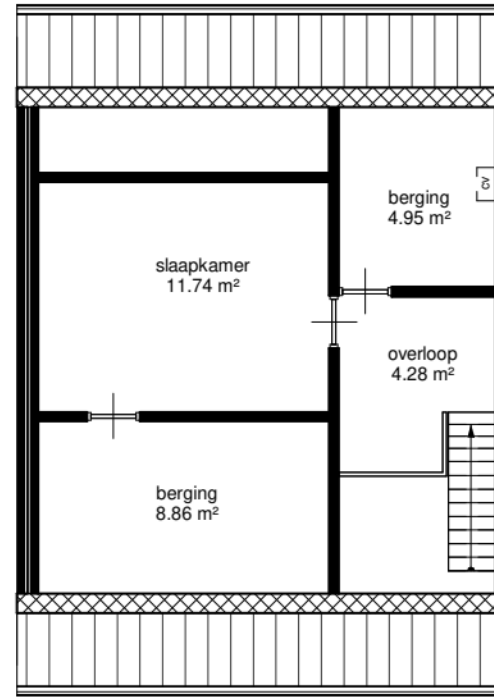 berging
4.95 m²
cv
slaapkamer
11.74 m²
overloop
4.28 m²
berging
8.86 m²